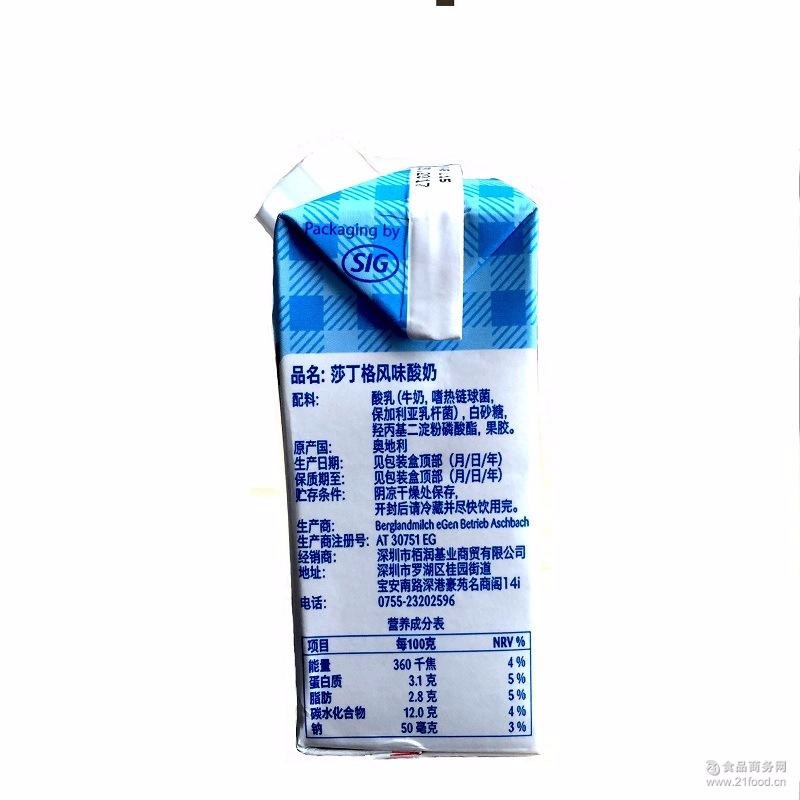 2017
Packaging by
SIG
品名: 莎丁格风味酸奶
配料: 酸乳 (牛奶, 嗜热链球菌,
保加利亚乳杆菌), 白砂糖,
羟丙基二淀粉磷酸酯, 果胶。
原产国: 奥地利
生产日期: 见包装盒顶部 (月/日/年)
保质期至: 见包装盒顶部 (月/日/年)
贮存条件: 阴凉干燥处保存,
开封后请冷藏并尽快饮用完。
生产商: Berglandmilch eGen Betrieb Aschbach
生产商注册号: AT 30751 EG
经销商: 深圳市栢润基业商贸有限公司
地址: 深圳市罗湖区桂园街道
宝安南路深港豪苑名商阁14i
电话: 0755-23202596
营养成分表
项目 每100克 NRV %
能量 360 千焦 4 %
蛋白质 3.1 克 5 %
脂肪 2.8 克 5 %
碳水化合物 12.0 克 4 %
钠 50 毫克 3 %
食品商务网
www.21food.cn